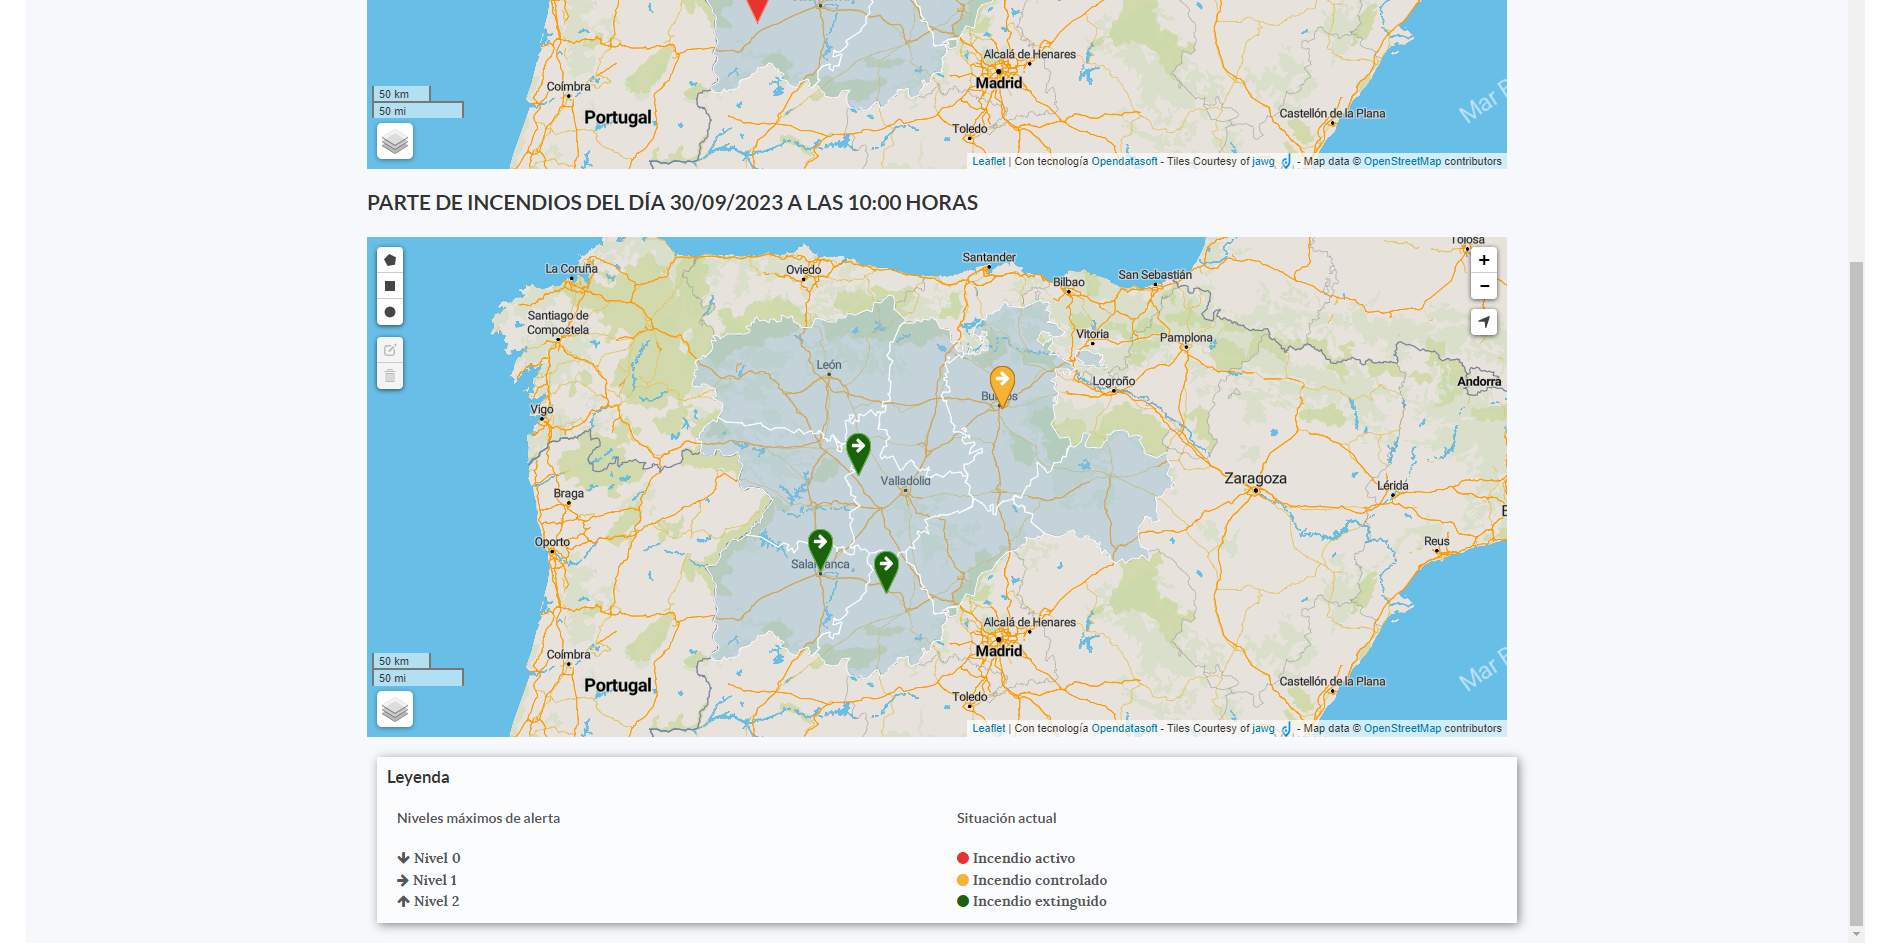 Alcalá de Henares
Madrid
Coímbra
Portugal
50 km
50 mi
Toledo
Castellón de la Plana
Mar
Leaflet | Con tecnología Opendatasoft - Tiles Courtesy of jawg - Map data © OpenStreetMap contributors
PARTE DE INCENDIOS DEL DÍA 30/09/2023 A LAS 10:00 HORAS
Tolosa
+
-
La Coruña
Oviedo
Santander
Bilbao
San Sebastián
Santiago de
Compostela
Vitoria
Pamplona
León
Logroño
Andorra
Vigo
Valladolid
Zaragoza
Lérida
Braga
Oporto
Reus
Salamanca
Alcalá de Henares
Madrid
Coímbra
Portugal
50 km
50 mi
Toledo
Castellón de la Plana
Mar
Leaflet | Con tecnología Opendatasoft - Tiles Courtesy of jawg - Map data © OpenStreetMap contributors
Leyenda
Niveles máximos de alerta
Situación actual
Nivel 0
Incendio activo
Nivel 1
Incendio controlado
Nivel 2
Incendio extinguido